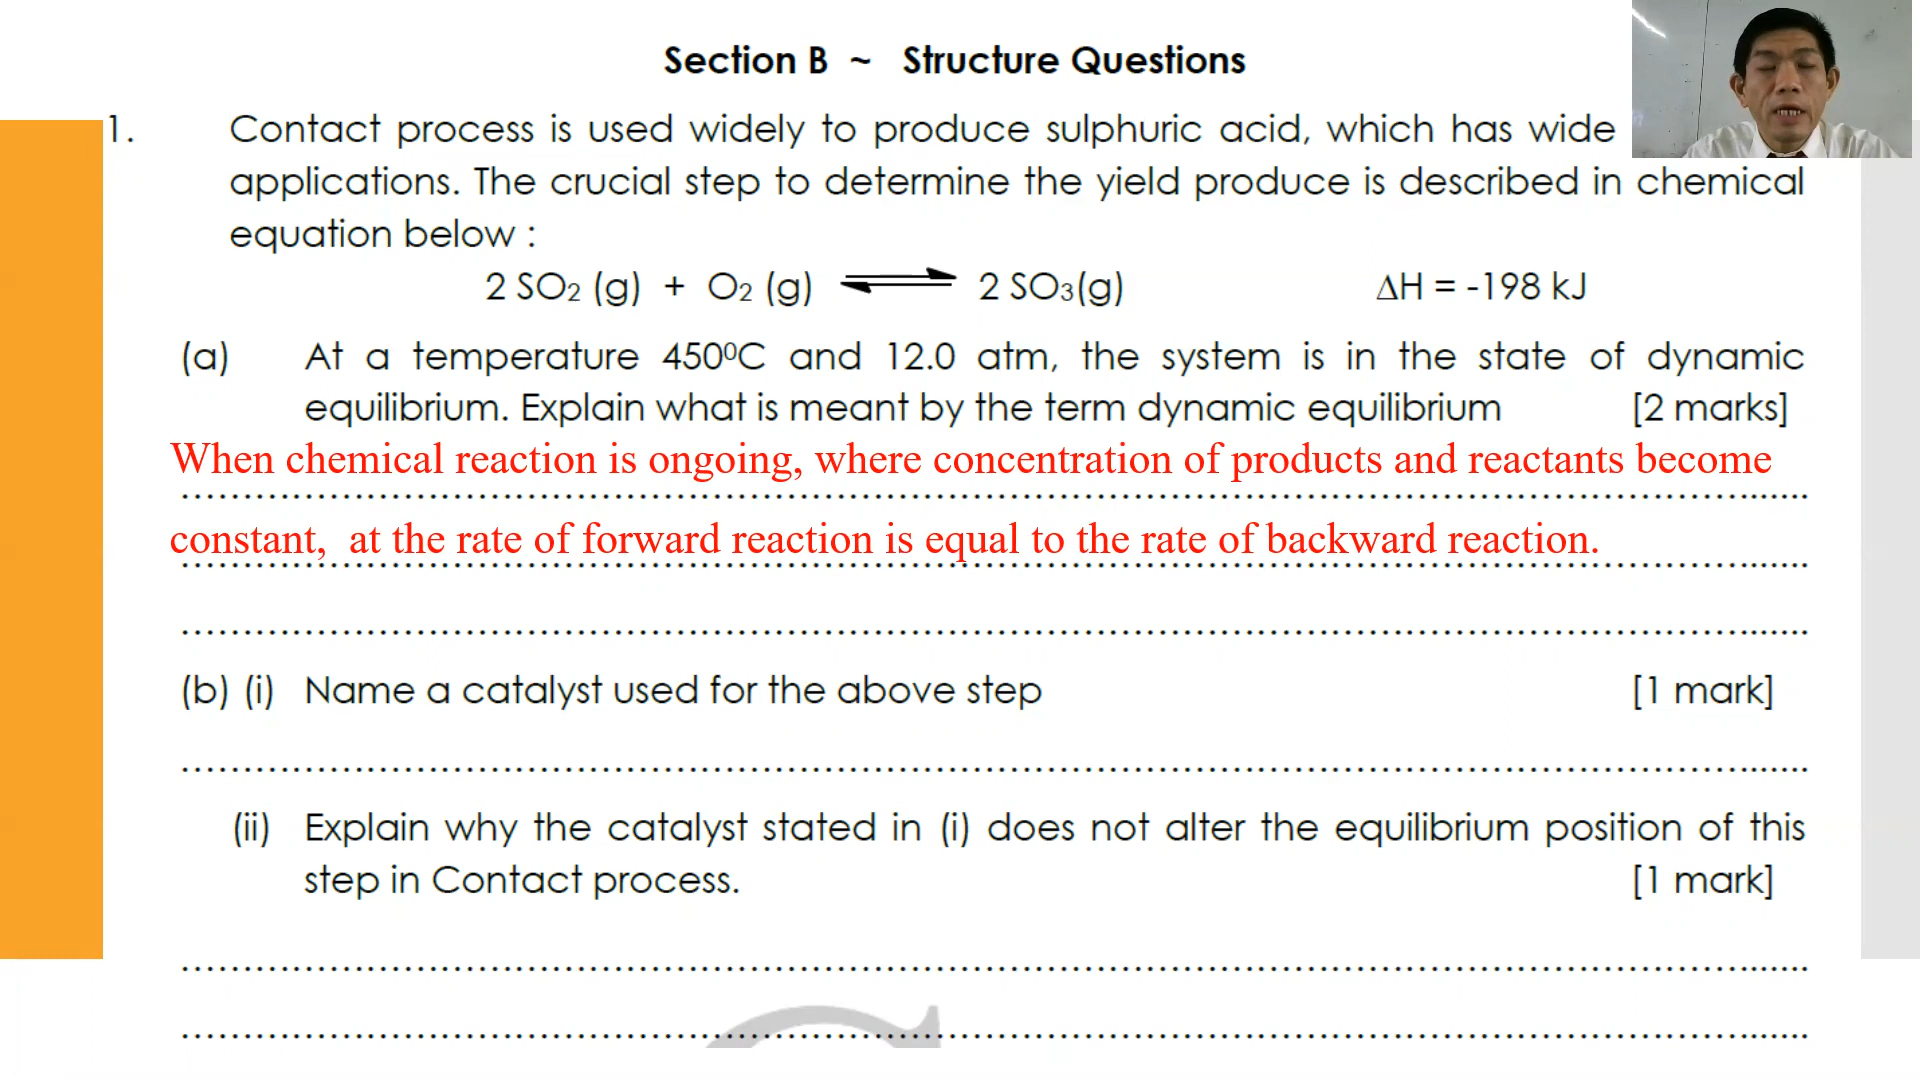 Section B ~ Structure Questions
1. Contact process is used widely to produce sulphuric acid, which has wide
applications. The crucial step to determine the yield produce is described in chemical
equation below :
2 SO₂ (g) + O₂ (g) ⇌ 2 SO₃(g) ΔH = -198 kJ
(a) At a temperature 450⁰C and 12.0 atm, the system is in the state of dynamic
equilibrium. Explain what is meant by the term dynamic equilibrium [2 marks]
When chemical reaction is ongoing, where concentration of products and reactants become
constant, at the rate of forward reaction is equal to the rate of backward reaction.
(b) (i) Name a catalyst used for the above step [1 mark]
(ii) Explain why the catalyst stated in (i) does not alter the equilibrium position of this
step in Contact process. [1 mark]